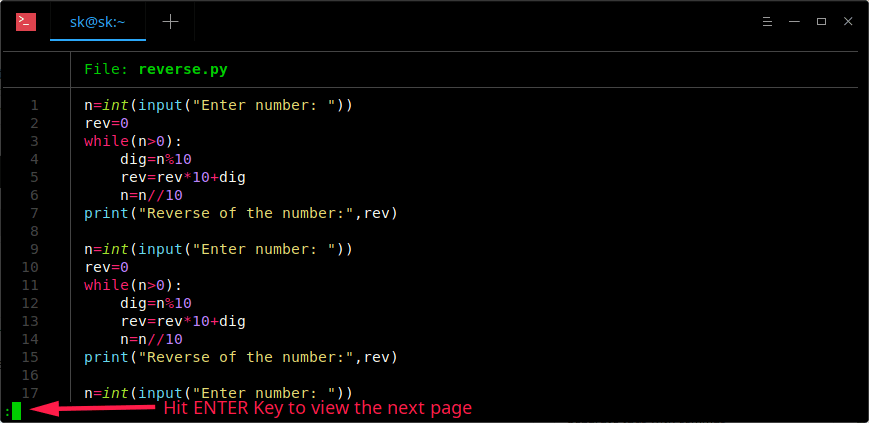 >_ sk@sk:~
File: reverse.py
1 n=int(input("Enter number: "))
2 rev=0
3 while(n>0):
4 dig=n%10
5 rev=rev*10+dig
6 n=n//10
7 print("Reverse of the number:",rev)
8
9 n=int(input("Enter number: "))
10 rev=0
11 while(n>0):
12 dig=n%10
13 rev=rev*10+dig
14 n=n//10
15 print("Reverse of the number:",rev)
16
17 n=int(input("Enter number: "))
: Hit ENTER Key to view the next page